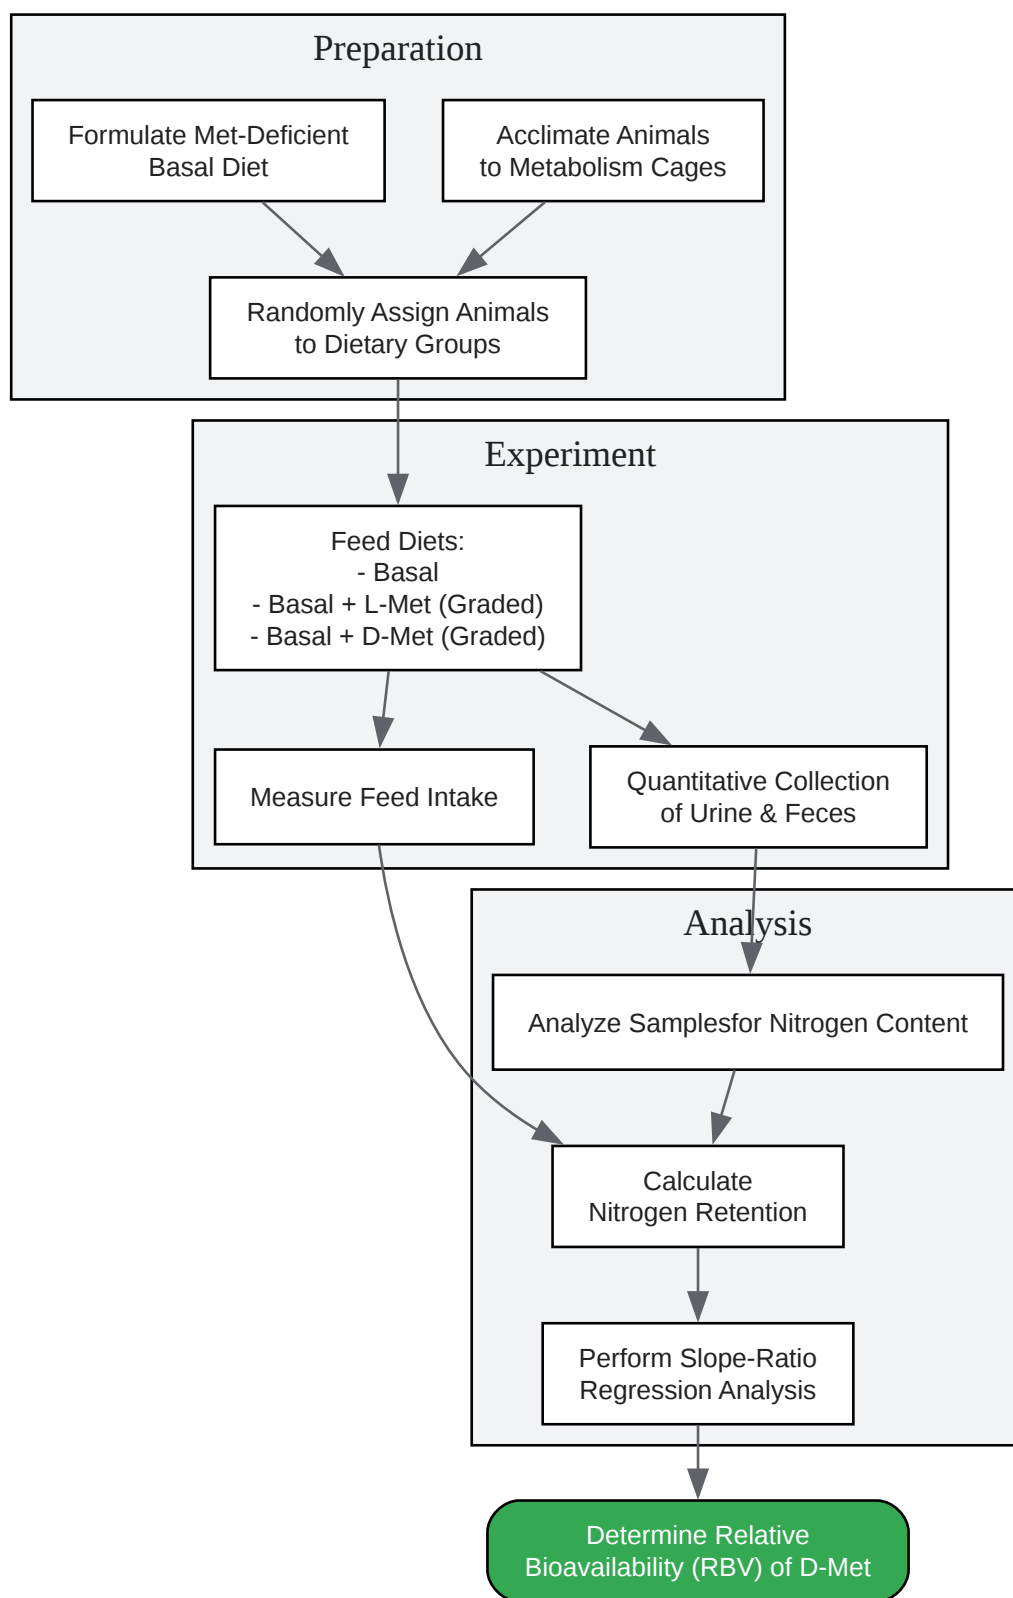 Preparation
Formulate Met-Deficient
Basal Diet
Acclimate Animals
to Metabolism Cages
Randomly Assign Animals
to Dietary Groups
Experiment
Feed Diets:
- Basal
- Basal + L-Met (Graded)
- Basal + D-Met (Graded)
Measure Feed Intake
Quantitative Collection
of Urine & Feces
Analysis
Analyze Samplesfor Nitrogen Content
Calculate
Nitrogen Retention
Perform Slope-Ratio
Regression Analysis
Determine Relative
Bioavailability (RBV) of D-Met